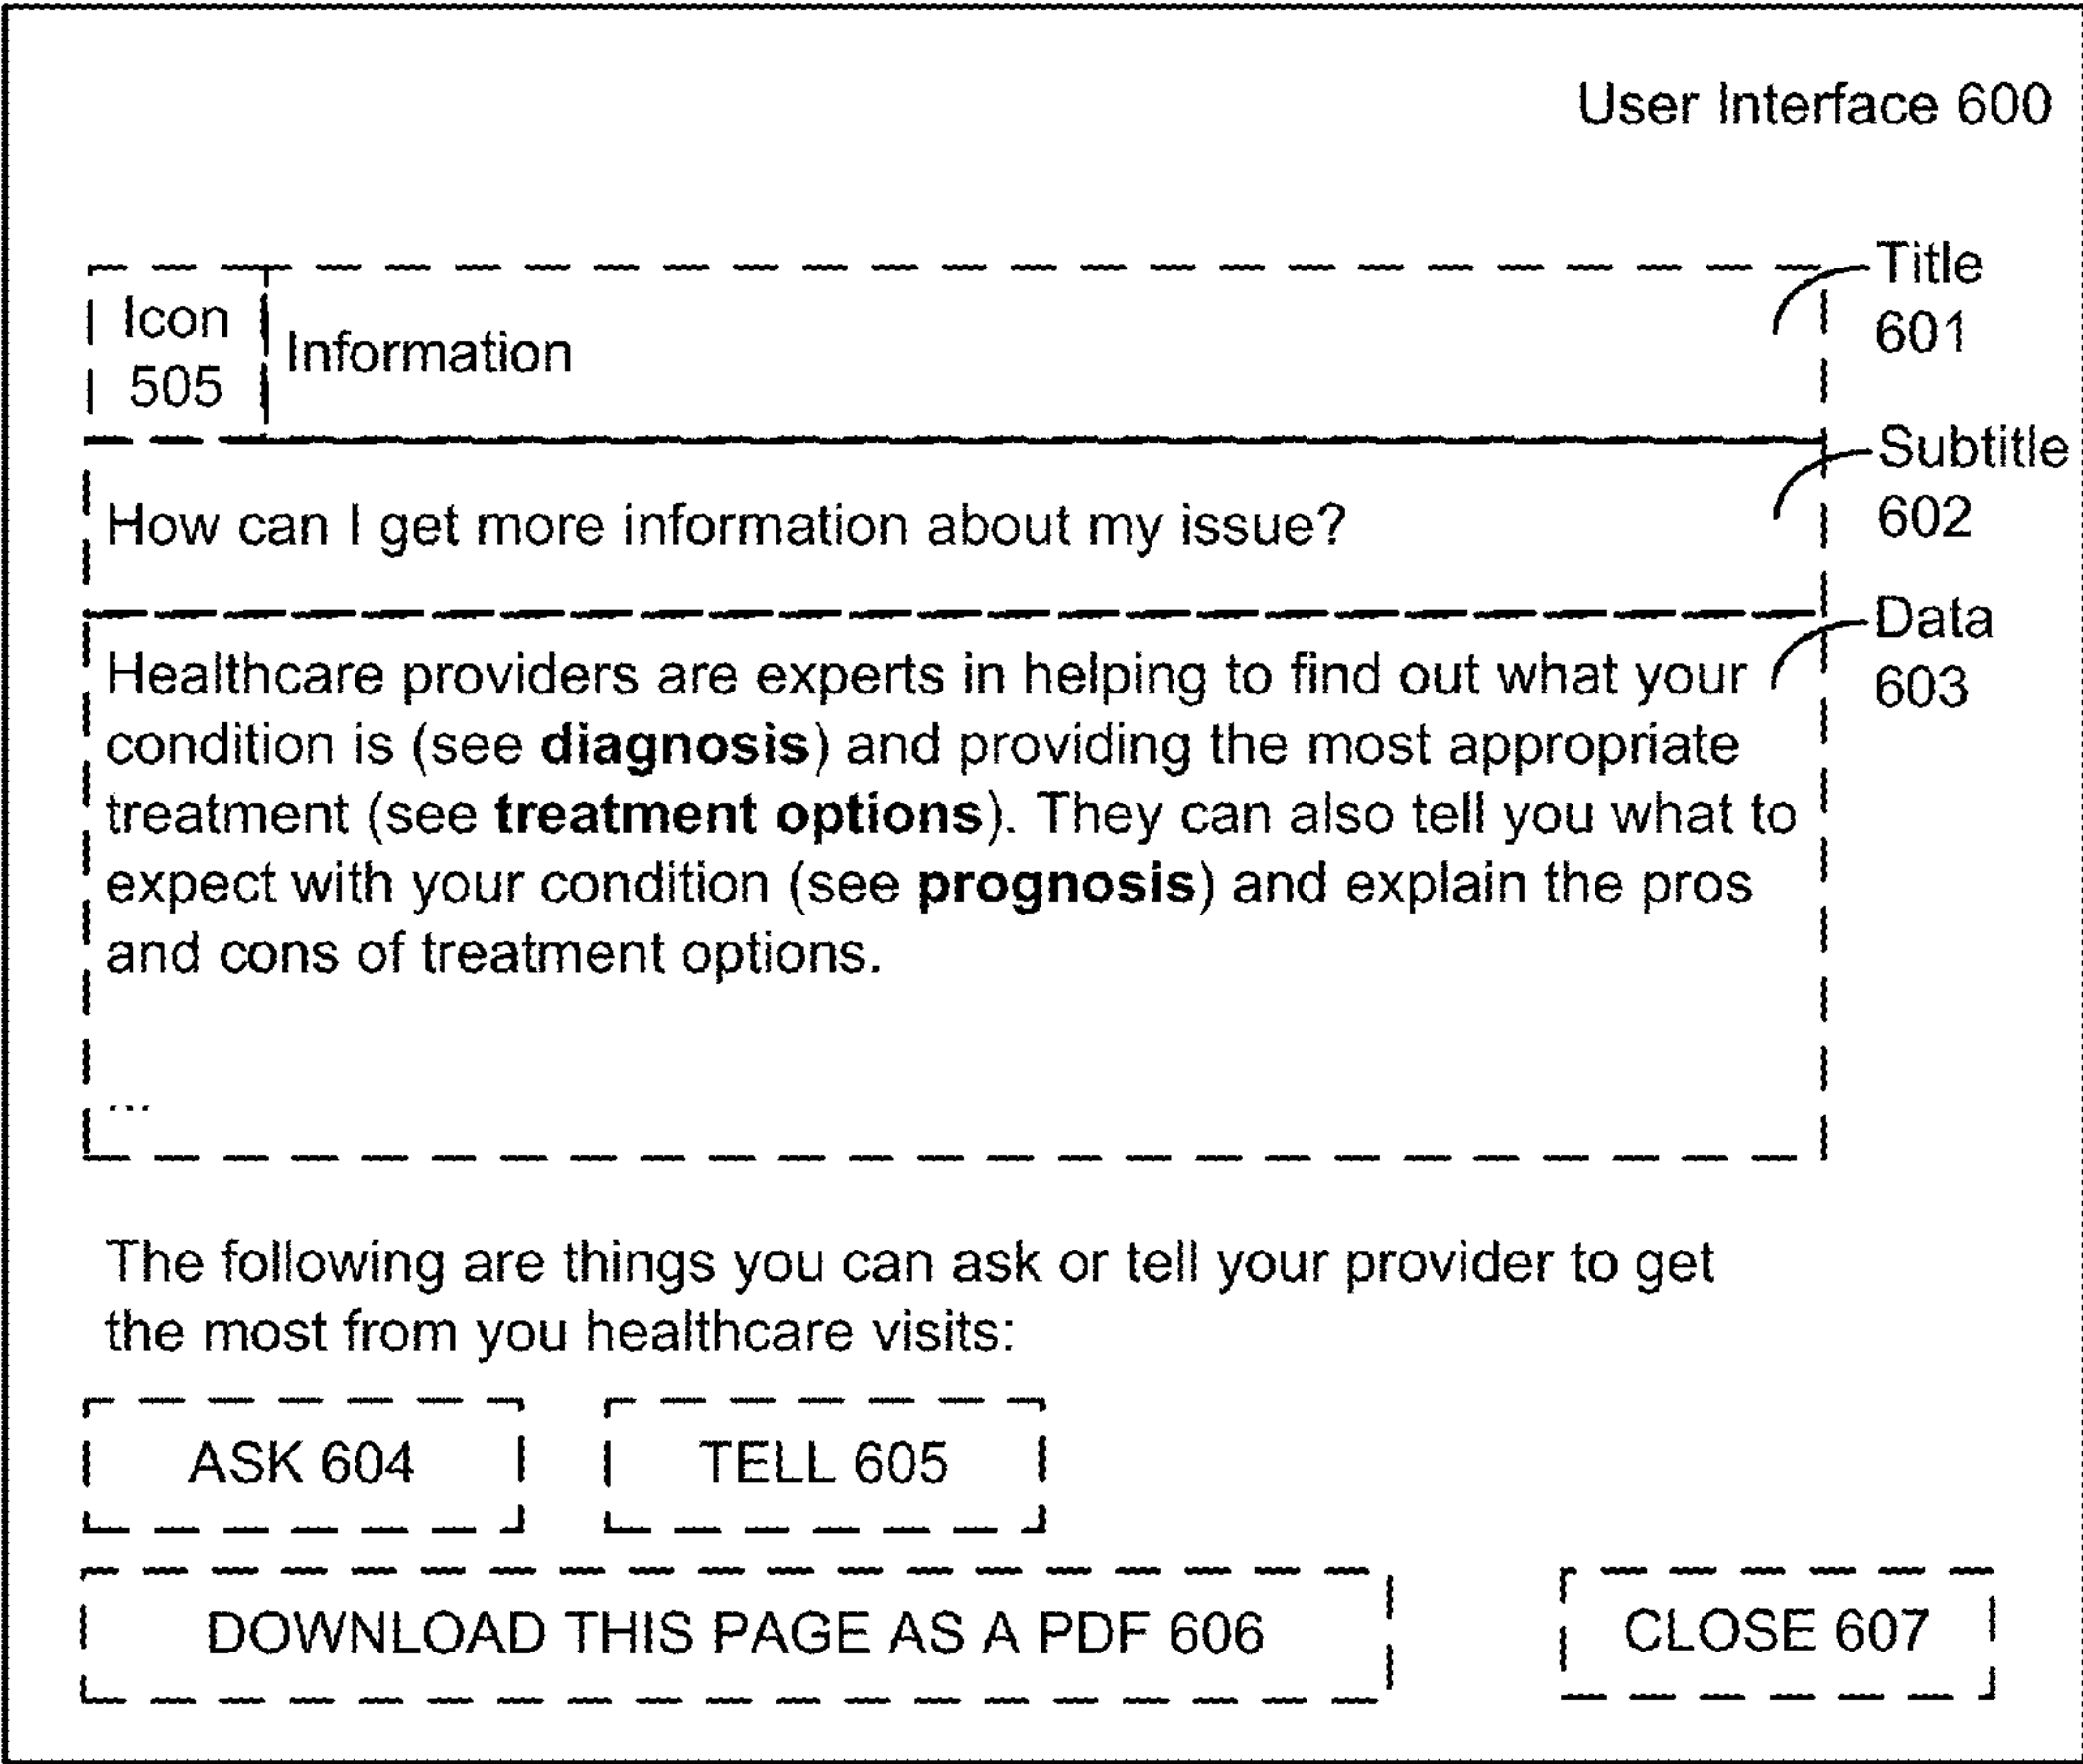 User Interface 600
Title
601
Icon
505
Information
Subtitle
602
How can I get more information about my issue?
Data
603
Healthcare providers are experts in helping to find out what your
condition is (see diagnosis) and providing the most appropriate
treatment (see treatment options). They can also tell you what to
expect with your condition (see prognosis) and explain the pros
and cons of treatment options.
...
The following are things you can ask or tell your provider to get
the most from you healthcare visits:
ASK 604
TELL 605
DOWNLOAD THIS PAGE AS A PDF 606
CLOSE 607